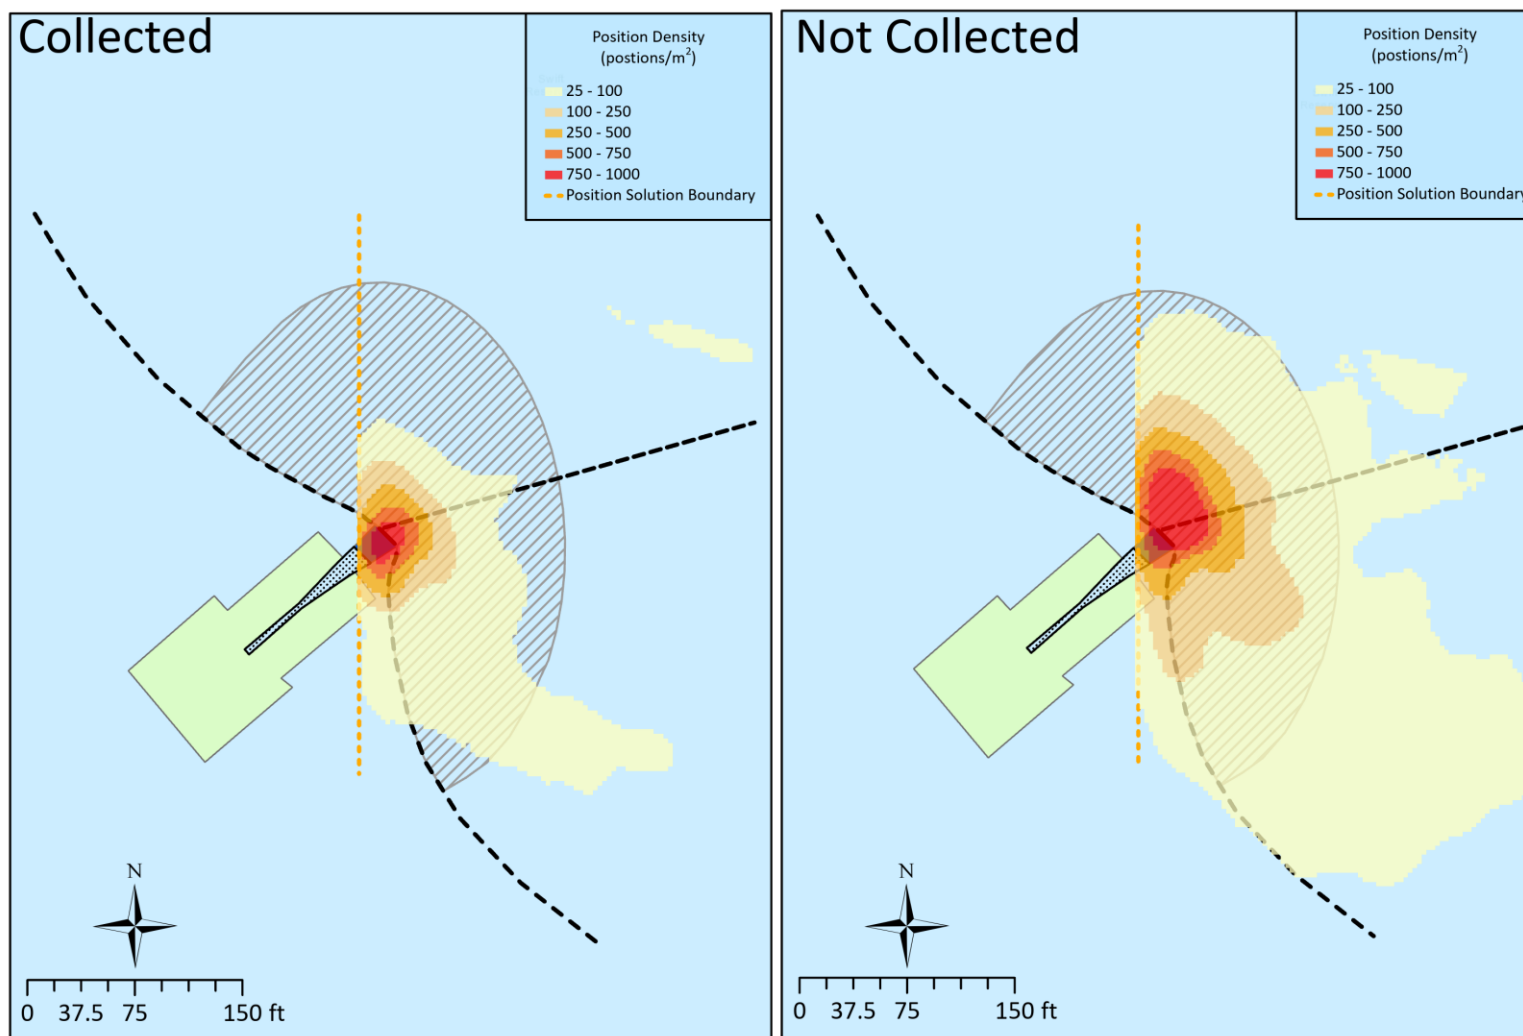 Collected
Position Density
(postions/m²)
25 - 100
100 - 250
250 - 500
500 - 750
750 - 1000
Position Solution Boundary
N
0 37.5 75 150 ft
Not Collected
Position Density
(postions/m²)
25 - 100
100 - 250
250 - 500
500 - 750
750 - 1000
Position Solution Boundary
N
0 37.5 75 150 ft